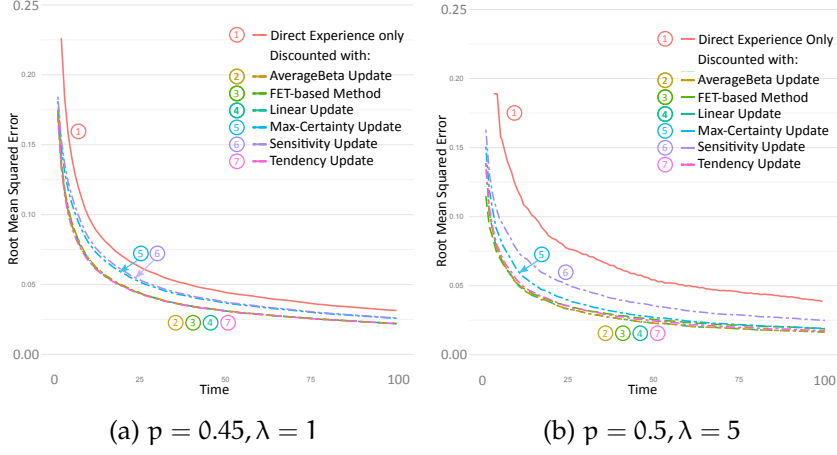 0.25
1 Direct Experience only
Discounted with:
2 AverageBeta Update
3 FET-based Method
4 Linear Update
5 Max-Certainty Update
6 Sensitivity Update
7 Tendency Update
0.20
0.15
0.10
0.05
0.00
Root Mean Squared Error
1
5 6
2 3 4 7
0 25 50 75 100
Time
(a) p = 0.45, λ = 1
0.25
1 Direct Experience Only
Discounted with:
2 AverageBeta Update
3 FET-based Method
4 Linear Update
5 Max-Certainty Update
6 Sensitivity Update
7 Tendency Update
0.20
0.15
0.10
0.05
0.00
Root Mean Squared Error
1
5
6
2 3 4 7
0 25 50 75 100
Time
(b) p = 0.5, λ = 5